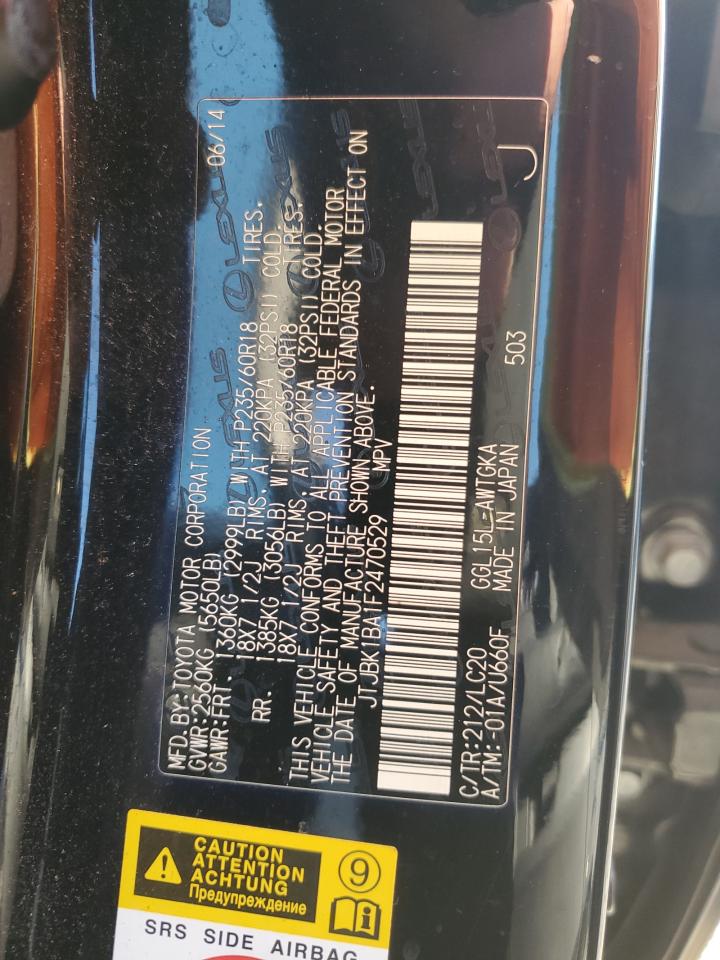 MFD. BY: TOYOTA MOTOR CORPORATION 06/14
GVWR: 2560KG (5650LB)
GAWR: FRT. 1360KG (2999LB) WITH P235/60R18 TIRES.
18X7 1/2J RIMS, AT 220KPA (32PSI) COLD.
RR. 1385KG (3056LB) WITH P235/60R18 TIRES.
18X7 1/2J RIMS, AT 220KPA (32PSI) COLD.
THIS VEHICLE CONFORMS TO ALL APPLICABLE FEDERAL MOTOR
VEHICLE SAFETY AND THEFT PREVENTION STANDARDS IN EFFECT ON
THE DATE OF MANUFACTURE SHOWN ABOVE.
JTJBK1BA1F2470529 MPV
J
C/TR: 212/LC20 GGL15L-AWTGKA 503
A/TM: -01A/U660F MADE IN JAPAN
LEXUS
CAUTION
ATTENTION
ACHTUNG
Предупреждение
9
SRS SIDE AIRBAG